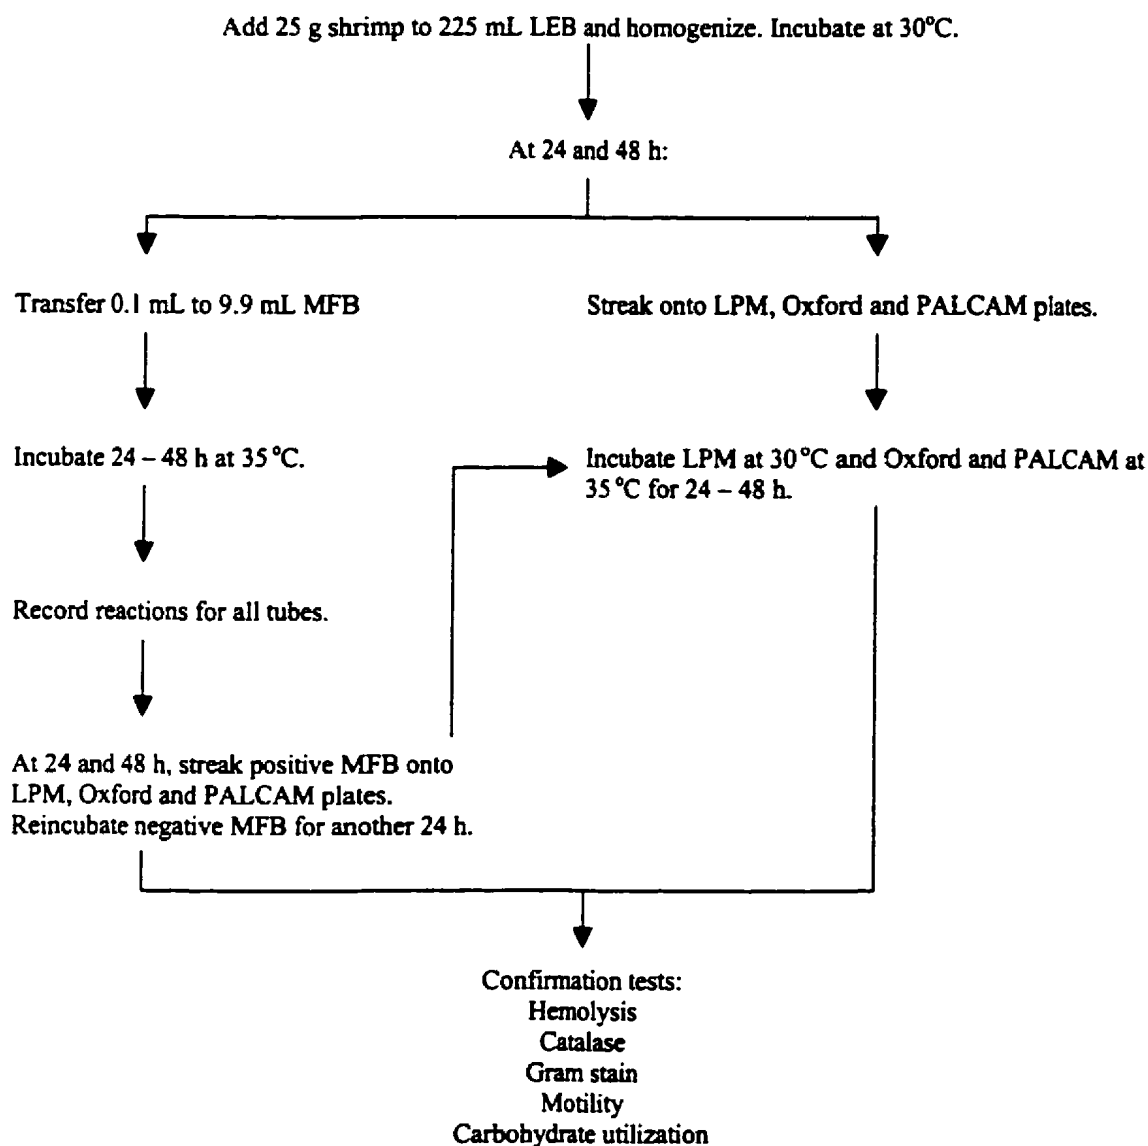 Add 25 g shrimp to 225 mL LEB and homogenize. Incubate at 30°C.
At 24 and 48 h:
Transfer 0.1 mL to 9.9 mL MFB
Streak onto LPM, Oxford and PALCAM plates.
Incubate 24 – 48 h at 35 °C.
Incubate LPM at 30 °C and Oxford and PALCAM at
35 °C for 24 – 48 h.
Record reactions for all tubes.
At 24 and 48 h, streak positive MFB onto
LPM, Oxford and PALCAM plates.
Reincubate negative MFB for another 24 h.
Confirmation tests:
Hemolysis
Catalase
Gram stain
Motility
Carbohydrate utilization